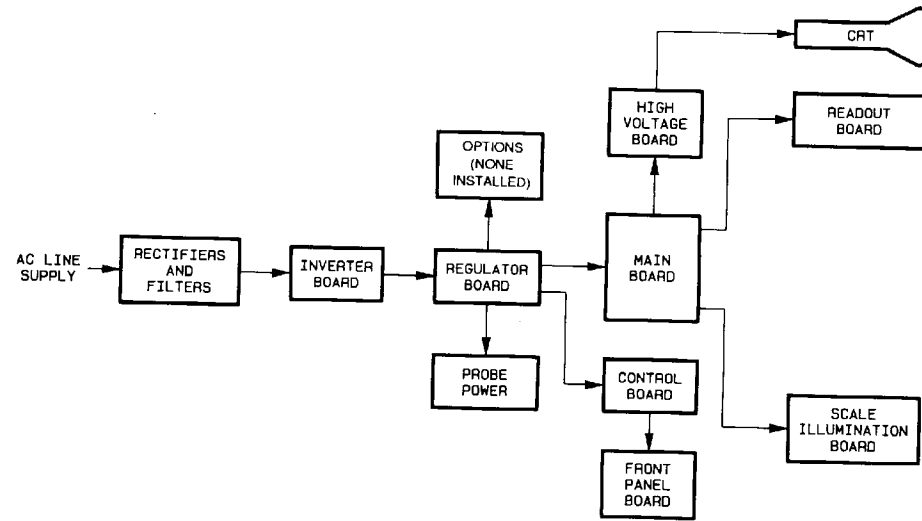 CRT
HIGH
VOLTAGE
BOARD
READOUT
BOARD
OPTIONS
(NONE
INSTALLED)
AC LINE
SUPPLY
RECTIFIERS
AND
FILTERS
INVERTER
BOARD
REGULATOR
BOARD
MAIN
BOARD
PROBE
POWER
CONTROL
BOARD
SCALE
ILLUMINATION
BOARD
FRONT
PANEL
BOARD